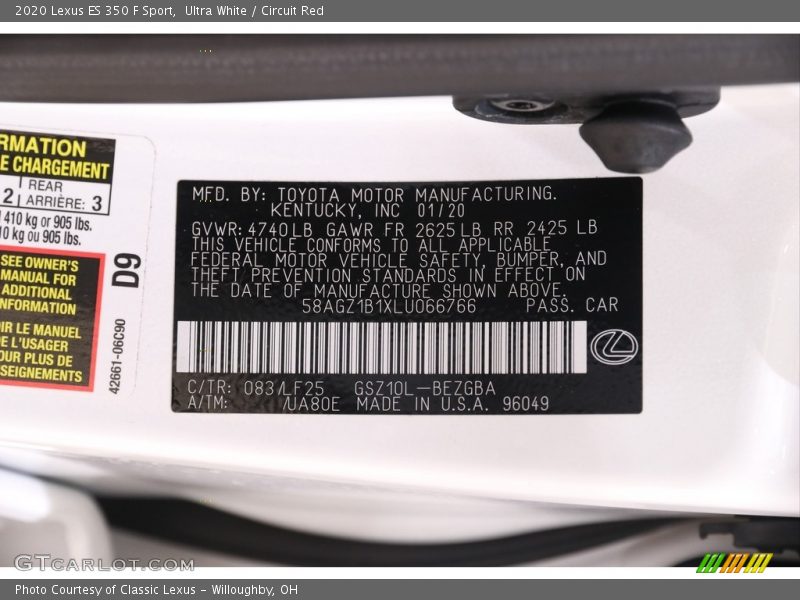 2020 Lexus ES 350 F Sport,  Ultra White / Circuit Red
RMATION
E CHARGEMENT
2 REAR
ARRIÈRE: 3
410 kg or 905 lbs.
10 kg ou 905 lbs.
SEE OWNER'S
MANUAL FOR
ADDITIONAL
INFORMATION
IR LE MANUEL
DE L'USAGER
OUR PLUS DE
SEIGNEMENTS
D9
42661-06C90
MFD. BY: TOYOTA MOTOR MANUFACTURING.
KENTUCKY, INC 01/20
GVWR: 4740LB GAWR FR 2625LB RR 2425 LB
THIS VEHICLE CONFORMS TO ALL APPLICABLE
FEDERAL MOTOR VEHICLE SAFETY, BUMPER, AND
THEFT PREVENTION STANDARDS IN EFFECT ON
THE DATE OF MANUFACTURE SHOWN ABOVE.
58AGZ1B1XLU066766 PASS. CAR
C/TR: 083/LF25 GSZ10L-BEZGBA
A/TM: /UA80E MADE IN U.S.A. 96049
GTCARLOT.COM
Photo Courtesy of Classic Lexus - Willoughby, OH